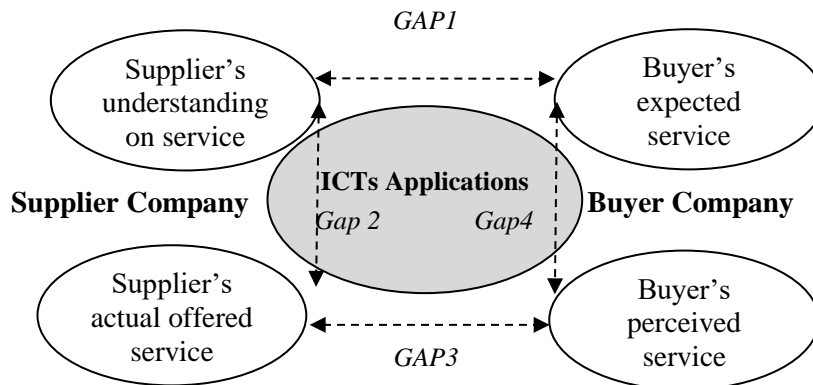 GAP1
Supplier's
understanding
on service
Buyer's
expected
service
ICTs Applications
Supplier Company
Buyer Company
Gap 2
Gap4
Supplier's
actual offered
service
Buyer's
perceived
service
GAP3